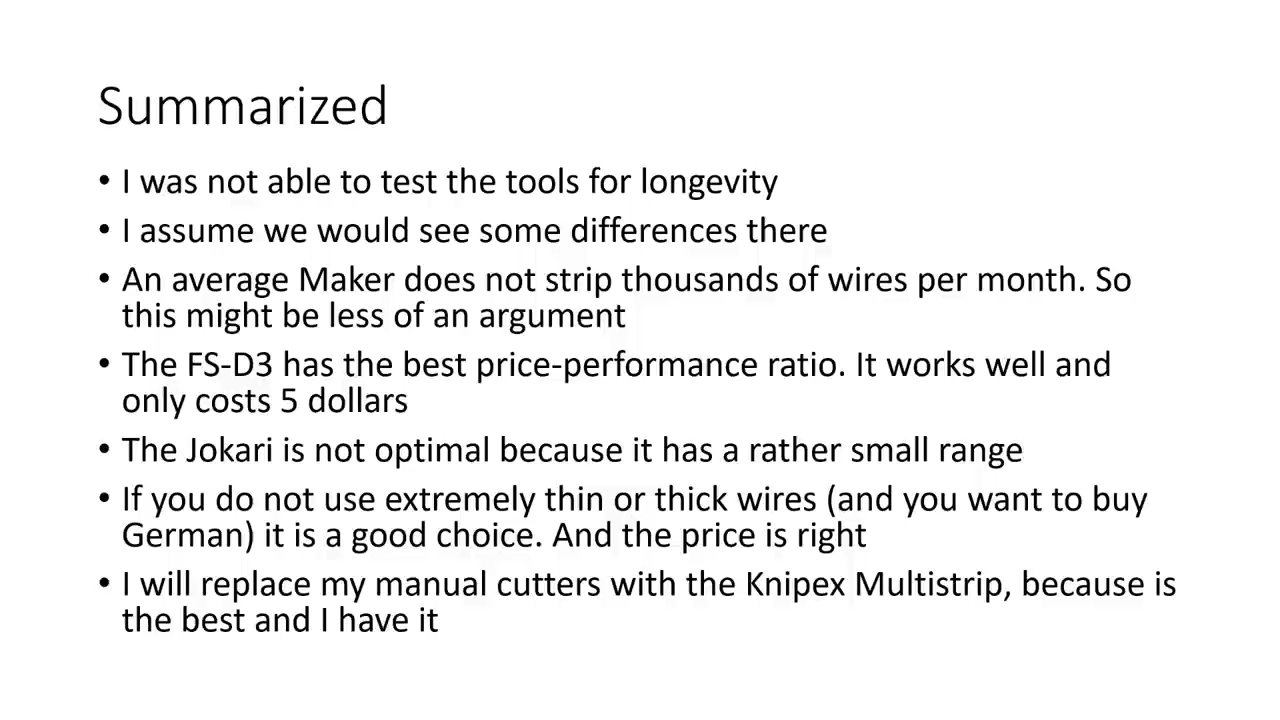 Summarized
• I was not able to test the tools for longevity
• I assume we would see some differences there
• An average Maker does not strip thousands of wires per month. So
this might be less of an argument
• The FS-D3 has the best price-performance ratio. It works well and
only costs 5 dollars
• The Jokari is not optimal because it has a rather small range
• If you do not use extremely thin or thick wires (and you want to buy
German) it is a good choice. And the price is right
• I will replace my manual cutters with the Knipex Multistrip, because is
the best and I have it